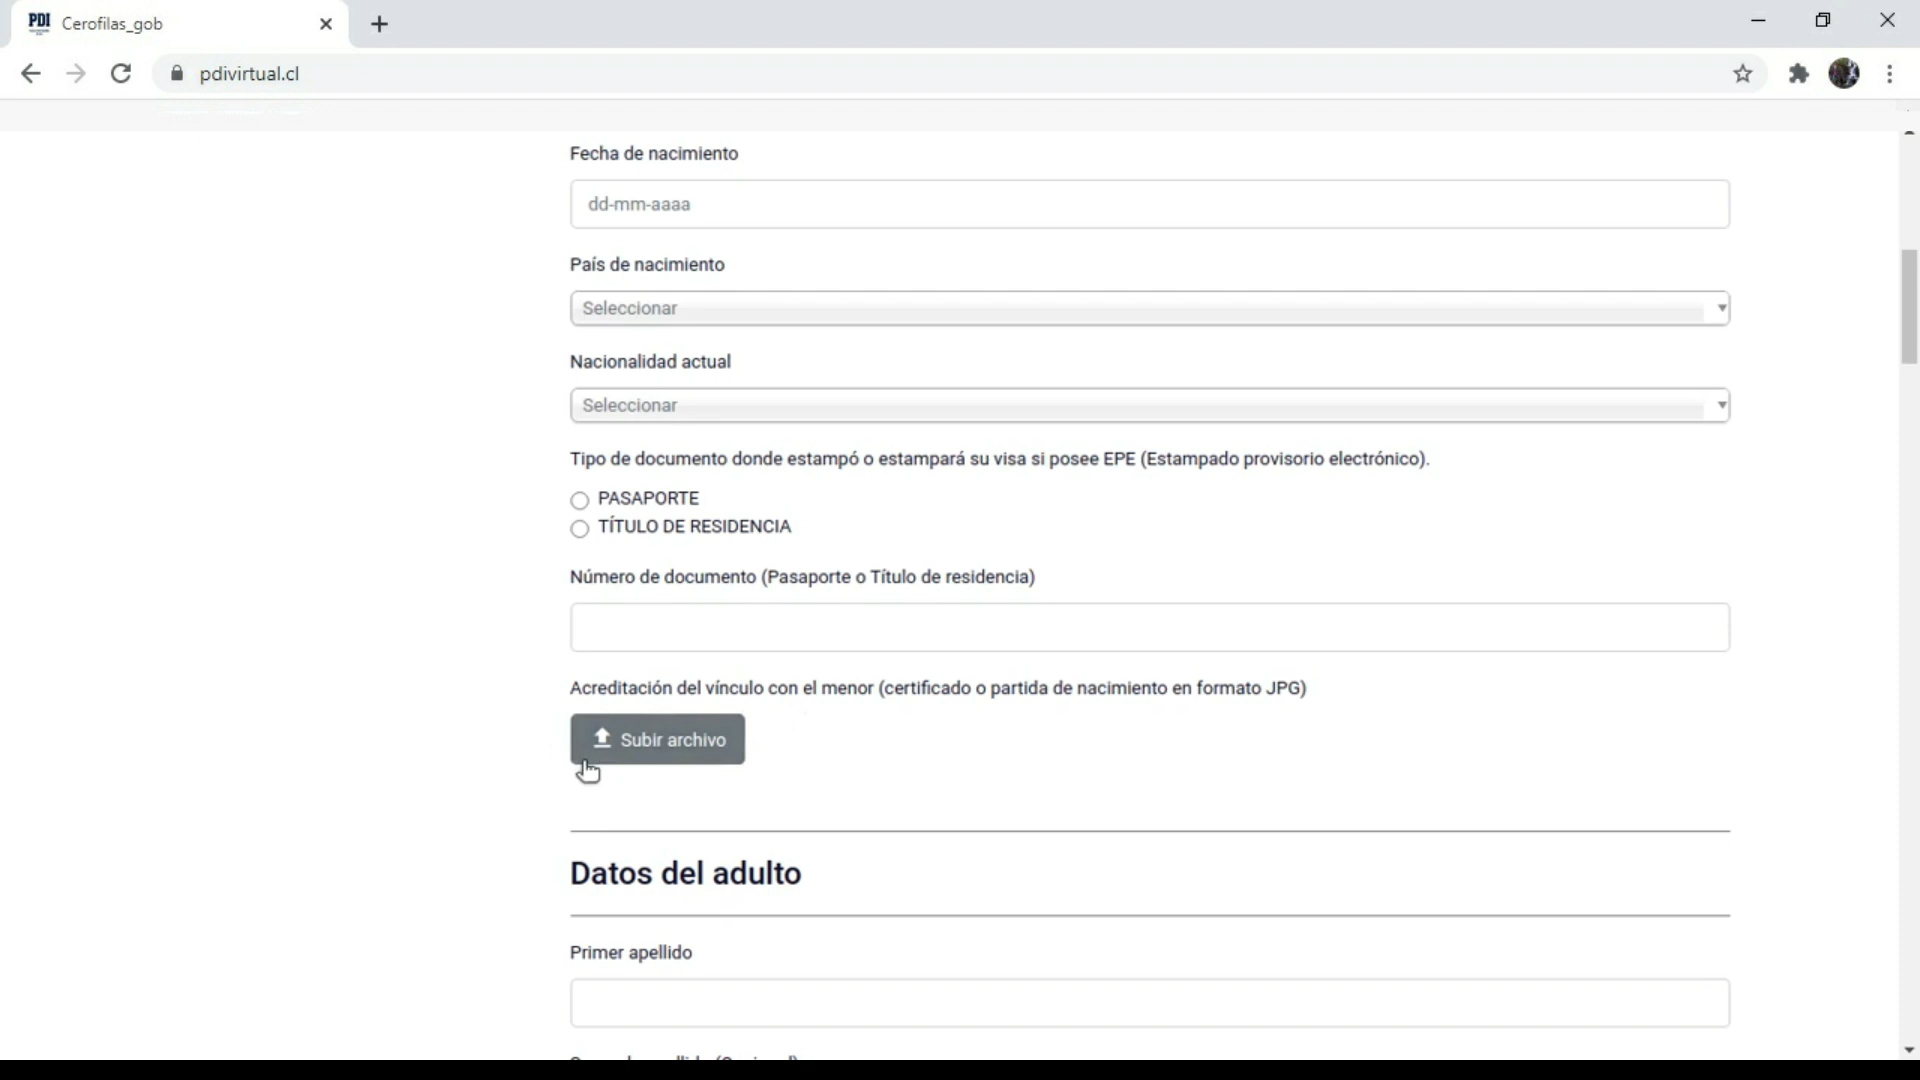 PDI Cerofilas_gob
pdivirtual.cl
Fecha de nacimiento
dd-mm-aaaa
País de nacimiento
Seleccionar
Nacionalidad actual
Seleccionar
Tipo de documento donde estampó o estampará su visa si posee EPE (Estampado provisorio electrónico).
PASAPORTE
TÍTULO DE RESIDENCIA
Número de documento (Pasaporte o Título de residencia)
Acreditación del vínculo con el menor (certificado o partida de nacimiento en formato JPG)
Subir archivo
Datos del adulto
Primer apellido